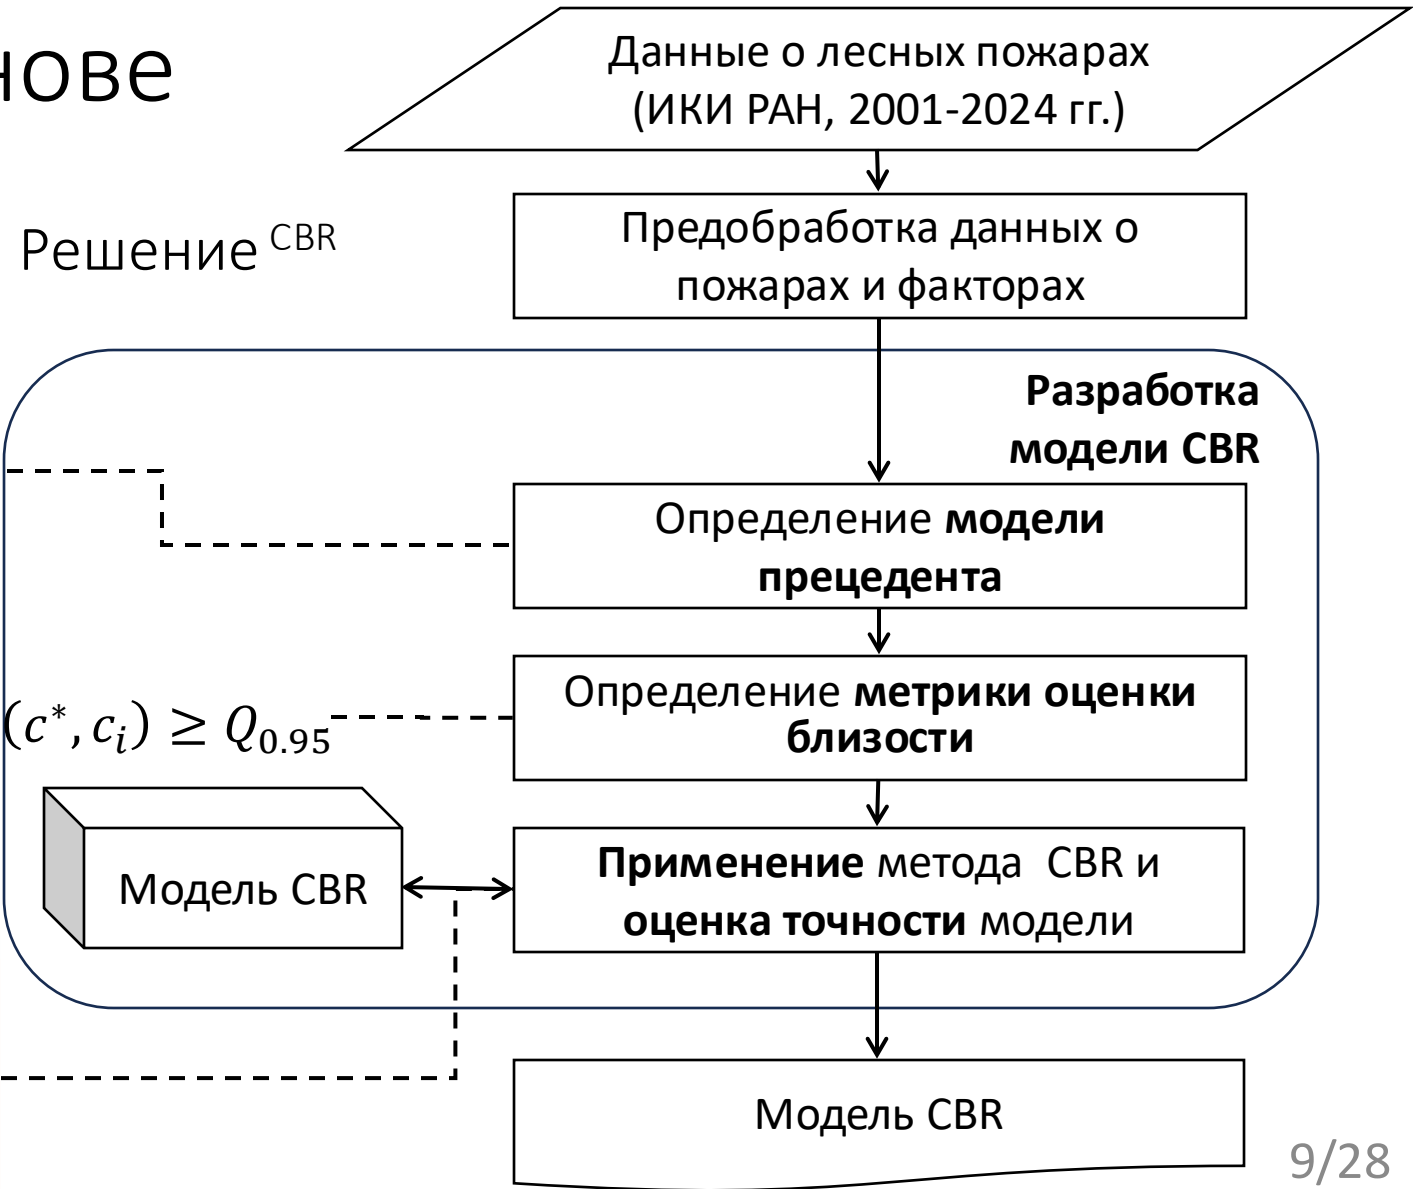 нове
Данные о лесных пожарах
(ИКИ РАН, 2001-2024 гг.)
Решение CBR
Предобработка данных о
пожарах и факторах
Разработка
модели CBR
Определение модели
прецедента
Определение метрики оценки
близости
(c*, cᵢ) ≥ Q₀.₉₅
Модель CBR
Применение метода CBR и
оценка точности модели
Модель CBR
9/28